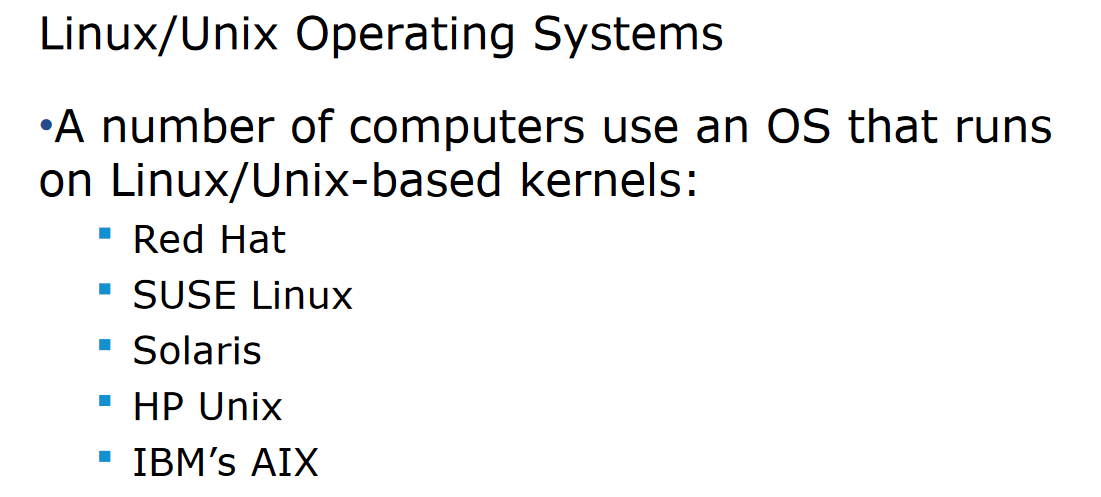 Linux/Unix Operating Systems
•A number of computers use an OS that runs
on Linux/Unix-based kernels:
▪ Red Hat
▪ SUSE Linux
▪ Solaris
▪ HP Unix
▪ IBM’s AIX